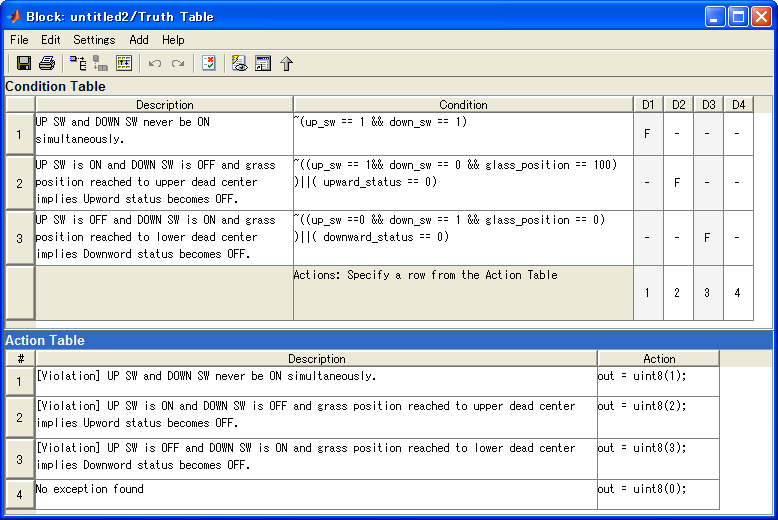 Block: untitled2/Truth Table
File Edit Settings Add Help
Condition Table
Description Condition D1 D2 D3 D4
1 UP SW and DOWN SW never be ON ~(up_sw == 1 && down_sw == 1) F - - -
simultaneously.
2 UP SW is ON and DOWN SW is OFF and grass ~((up_sw == 1&& down_sw == 0 && glass_position == 100) - F - -
position reached to upper dead center )||( upward_status == 0)
implies Upword status becomes OFF.
3 UP SW is OFF and DOWN SW is ON and grass ~((up_sw ==0 && down_sw == 1 && glass_position == 0) - - F -
position reached to lower dead center )||( downward_status == 0)
implies Downword status becomes OFF.
Actions: Specify a row from the Action Table 1 2 3 4
Action Table
# Description Action
1 [Violation] UP SW and DOWN SW never be ON simultaneously. out = uint8(1);
2 [Violation] UP SW is ON and DOWN SW is OFF and grass position reached to upper dead center out = uint8(2);
implies Upword status becomes OFF.
3 [Violation] UP SW is OFF and DOWN SW is ON and grass position reached to lower dead center out = uint8(3);
implies Downword status becomes OFF.
4 No exception found out = uint8(0);